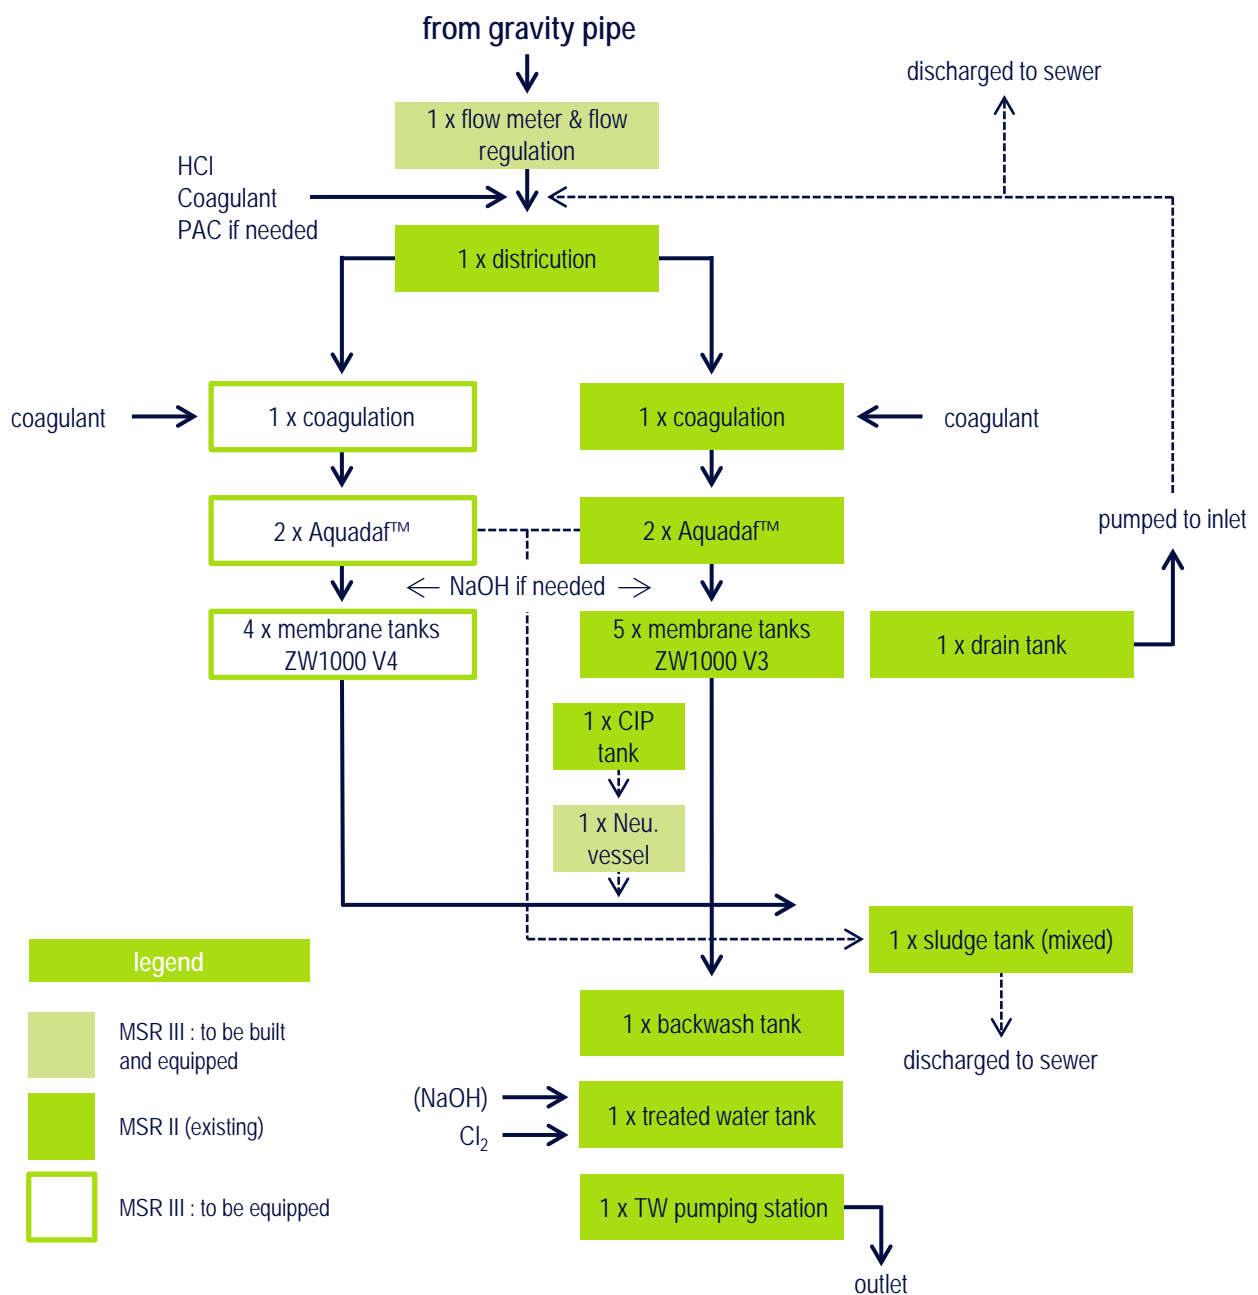 from gravity pipe
discharged to sewer
1 x flow meter & flow
regulation
HCl
Coagulant
PAC if needed
1 x districution
coagulant
1 x coagulation
1 x coagulation
coagulant
2 x Aquadaf™
2 x Aquadaf™
pumped to inlet
NaOH if needed
4 x membrane tanks
ZW1000 V4
5 x membrane tanks
ZW1000 V3
1 x drain tank
1 x CIP
tank
1 x Neu.
vessel
1 x sludge tank (mixed)
discharged to sewer
1 x backwash tank
(NaOH)
Cl₂
1 x treated water tank
1 x TW pumping station
outlet
legend
MSR III : to be built
and equipped
MSR II (existing)
MSR III : to be equipped